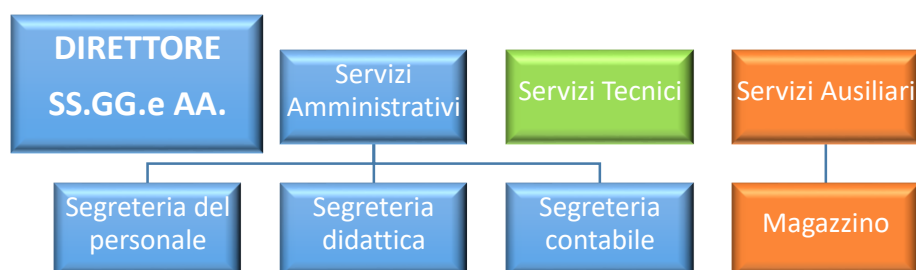 DIRETTORE
SS.GG.e AA.
Servizi
Amministrativi
Servizi Tecnici
Servizi Ausiliari
Segreteria del
personale
Segreteria
didattica
Segreteria
contabile
Magazzino